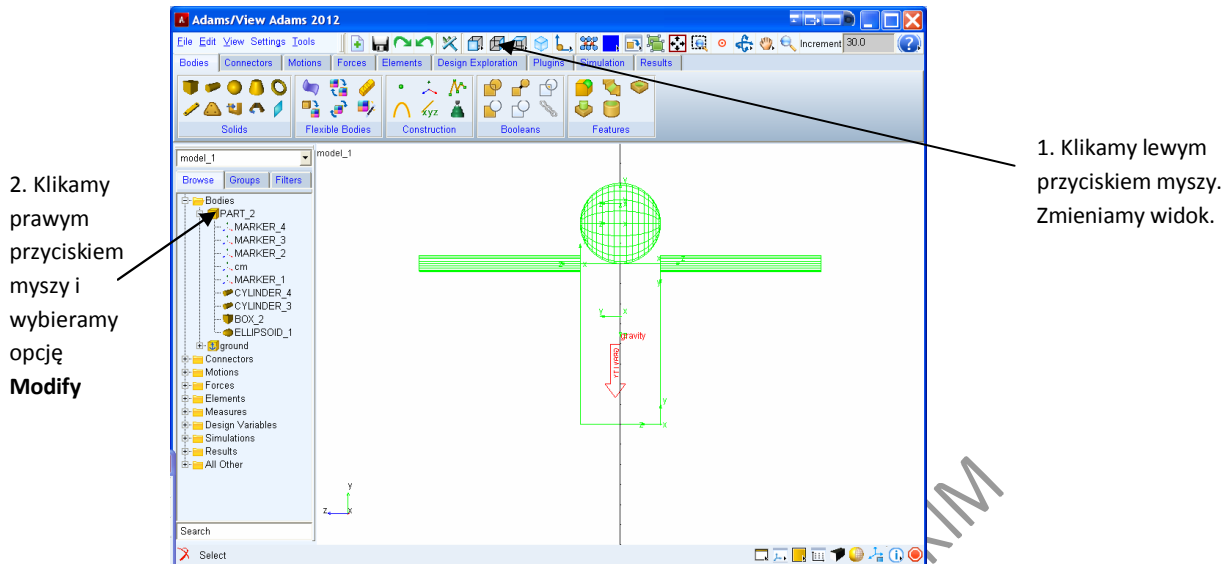 Adams/View Adams 2012
File Edit View Settings Tools
Increment 30.0
Bodies Connectors Motions Forces Elements Design Exploration Plugins Simulation Results
Solids Flexible Bodies Construction Booleans Features
xyz
model_1
model_1
Browse Groups Filters
Bodies
PART_2
MARKER_4
MARKER_3
MARKER_2
cm
MARKER_1
CYLINDER_4
CYLINDER_3
BOX_2
ELLIPSOID_1
ground
Connectors
Motions
Forces
Elements
Measures
Design Variables
Simulations
Results
All Other
Search
Select
gravity
y
z x
1. Klikamy lewym
przyciskiem myszy.
Zmieniamy widok.
2. Klikamy
prawym
przyciskiem
myszy i
wybieramy
opcję
Modify
KIM